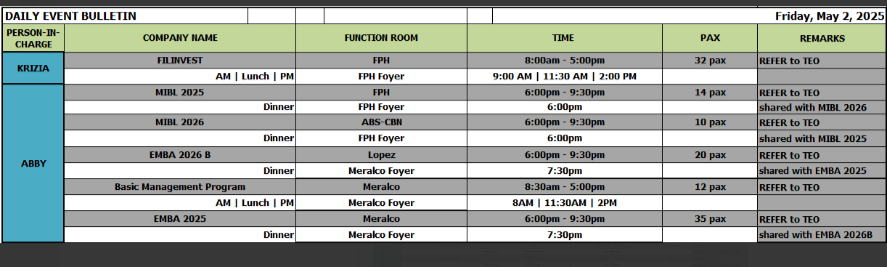 DAILY EVENT BULLETIN Friday, May 2, 2025
PERSON-IN-CHARGE COMPANY NAME FUNCTION ROOM TIME PAX REMARKS
KRIZIA FILINVEST FPH 8:00am - 5:00pm 32 pax REFER to TEO
AM | Lunch | PM FPH Foyer 9:00 AM | 11:30 AM | 2:00 PM
ABBY MIBL 2025 FPH 6:00pm - 9:30pm 14 pax REFER to TEO
Dinner FPH Foyer 6:00pm shared with MIBL 2026
MIBL 2026 ABS-CBN 6:00pm - 9:30pm 10 pax REFER to TEO
Dinner FPH Foyer 6:00pm shared with MIBL 2025
EMBA 2026 B Lopez 6:00pm - 9:30pm 20 pax REFER to TEO
Dinner Meralco Foyer 7:30pm shared with EMBA 2025
Basic Management Program Meralco 8:30am - 5:00pm 12 pax REFER to TEO
AM | Lunch | PM Meralco Foyer 8AM | 11:30AM | 2PM
EMBA 2025 Meralco 6:00pm - 9:30pm 35 pax REFER to TEO
Dinner Meralco Foyer 7:30pm shared with EMBA 2026B